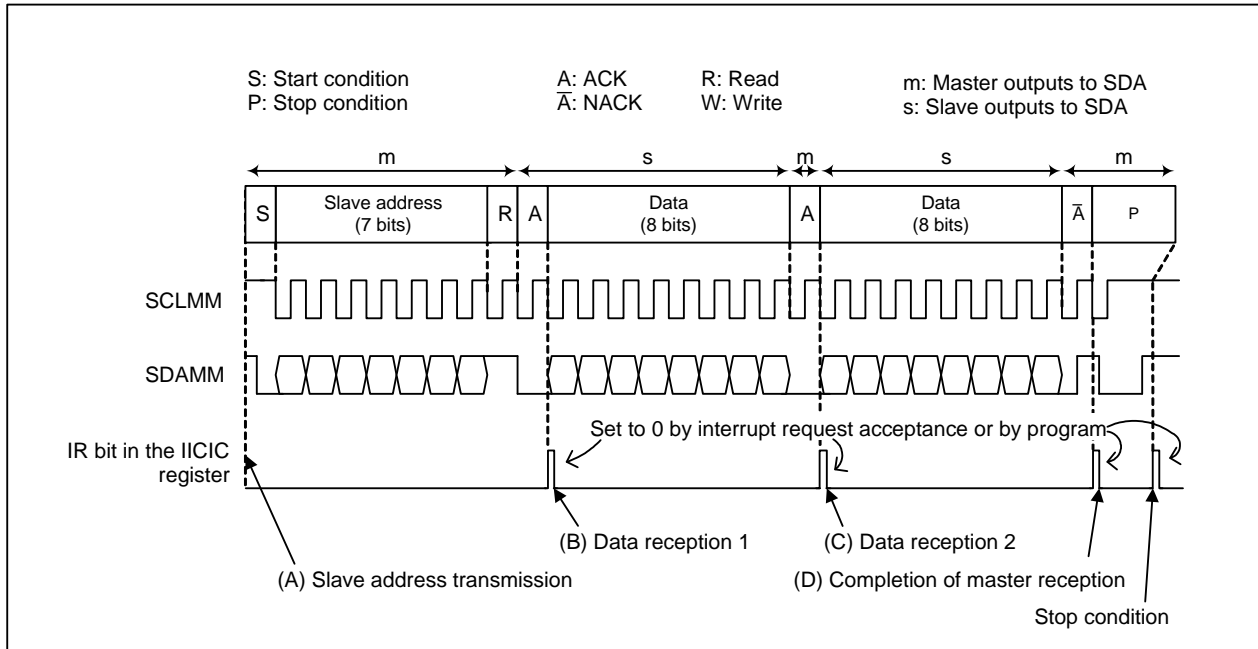 S: Start condition
P: Stop condition
A: ACK
A̅: NACK
R: Read
W: Write
m: Master outputs to SDA
s: Slave outputs to SDA
m s m s m
S Slave address (7 bits) R A Data (8 bits) A Data (8 bits) A̅ P
SCLMM
SDAMM
Set to 0 by interrupt request acceptance or by program
IR bit in the IICIC
register
(B) Data reception 1
(C) Data reception 2
(A) Slave address transmission
(D) Completion of master reception
Stop condition